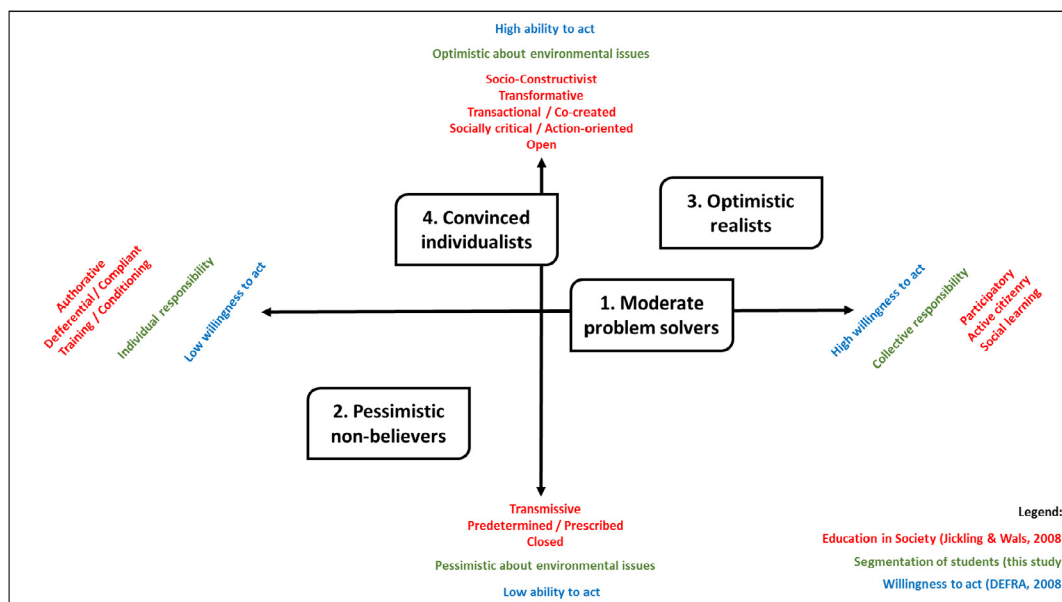 High ability to act
Optimistic about environmental issues
Socio-Constructivist
Transformative
Transactional / Co-created
Socially critical / Action-oriented
Open
4. Convinced
individualists
3. Optimistic
realists
Authorative
Defferential / Compliant
Training / Conditioning
Individual responsibility
Low willingness to act
1. Moderate
problem solvers
High willingness to act
Collective responsibility
Participatory
Active citizenry
Social learning
2. Pessimistic
non-believers
Transmissive
Predetermined / Prescribed
Closed
Pessimistic about environmental issues
Low ability to act
Legend:
Education in Society (Jickling & Wals, 2008
Segmentation of students (this study
Willingness to act (DEFRA, 2008